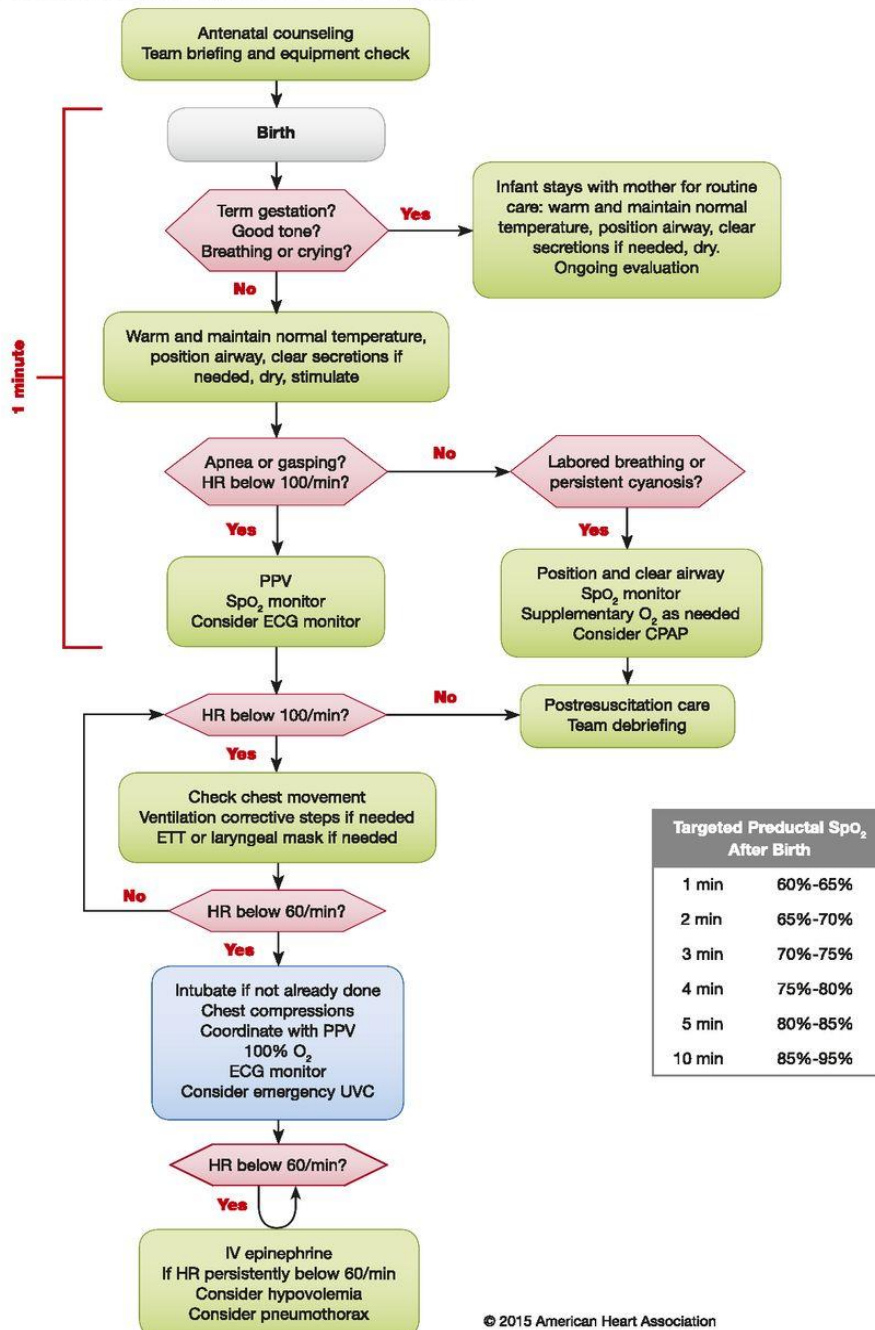 Antenatal counseling
Team briefing and equipment check
Birth
1 minute
Term gestation?
Good tone?
Breathing or crying?
Yes
Infant stays with mother for routine
care: warm and maintain normal
temperature, position airway, clear
secretions if needed, dry.
Ongoing evaluation
No
Warm and maintain normal temperature,
position airway, clear secretions if
needed, dry, stimulate
Apnea or gasping?
HR below 100/min?
No
Labored breathing or
persistent cyanosis?
Yes
Yes
PPV
SpO₂ monitor
Consider ECG monitor
Position and clear airway
SpO₂ monitor
Supplementary O₂ as needed
Consider CPAP
HR below 100/min?
No
Postresuscitation care
Team debriefing
Yes
Check chest movement
Ventilation corrective steps if needed
ETT or laryngeal mask if needed
No
HR below 60/min?
Yes
Intubate if not already done
Chest compressions
Coordinate with PPV
100% O₂
ECG monitor
Consider emergency UVC
HR below 60/min?
Yes
IV epinephrine
If HR persistently below 60/min
Consider hypovolemia
Consider pneumothorax
Targeted Preductal SpO₂
After Birth
1 min 60%-65%
2 min 65%-70%
3 min 70%-75%
4 min 75%-80%
5 min 80%-85%
10 min 85%-95%
© 2015 American Heart Association